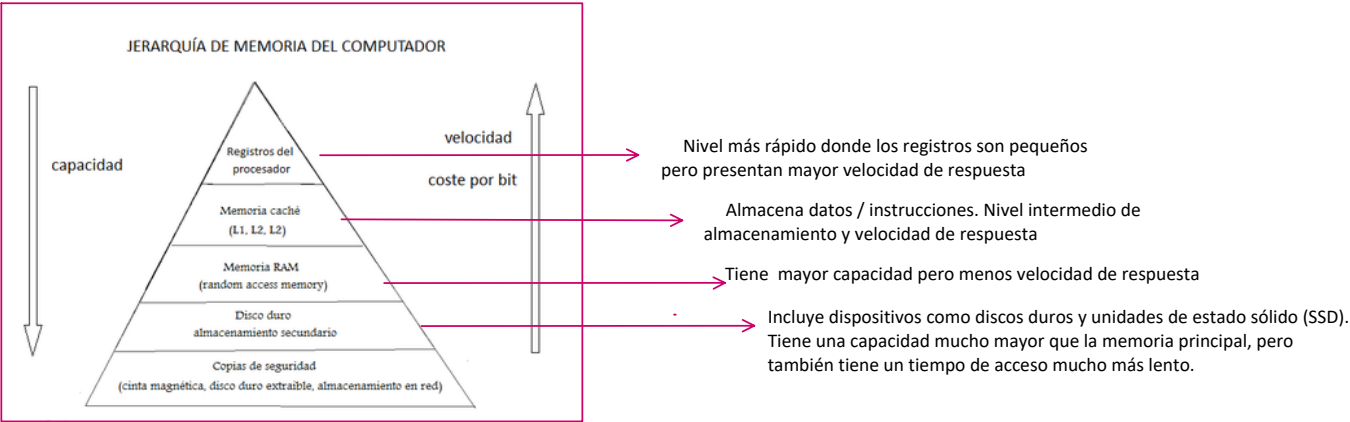 JERARQUÍA DE MEMORIA DEL COMPUTADOR
capacidad
velocidad
coste por bit
Registros del
procesador
Memoria caché
(L1, L2, L2)
Memoria RAM
(random access memory)
Disco duro
almacenamiento secundario
Copias de seguridad
(cinta magnética, disco duro extraible, almacenamiento en red)
Nivel más rápido donde los registros son pequeños
pero presentan mayor velocidad de respuesta
Almacena datos / instrucciones. Nivel intermedio de
almacenamiento y velocidad de respuesta
Tiene mayor capacidad pero menos velocidad de respuesta
Incluye dispositivos como discos duros y unidades de estado sólido (SSD).
Tiene una capacidad mucho mayor que la memoria principal, pero
también tiene un tiempo de acceso mucho más lento.